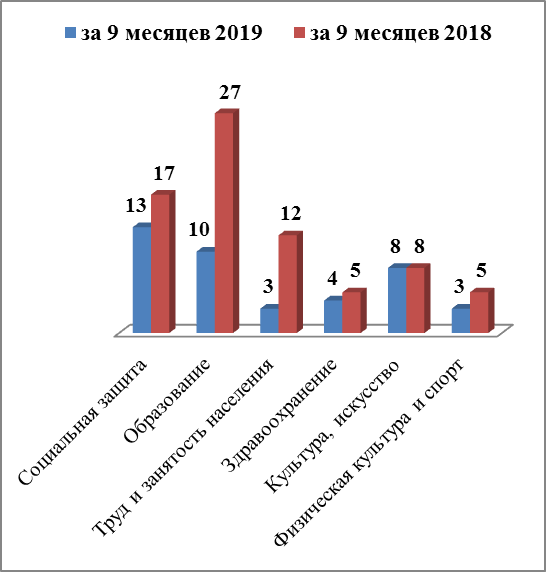 за 9 месяцев 2019 за 9 месяцев 2018
13 17
10 27
3 12
4 5
8 8
3 5
Социальная защита
Образование
Труд и занятость населения
Здравоохранение
Культура, искусство
Физическая культура и спорт